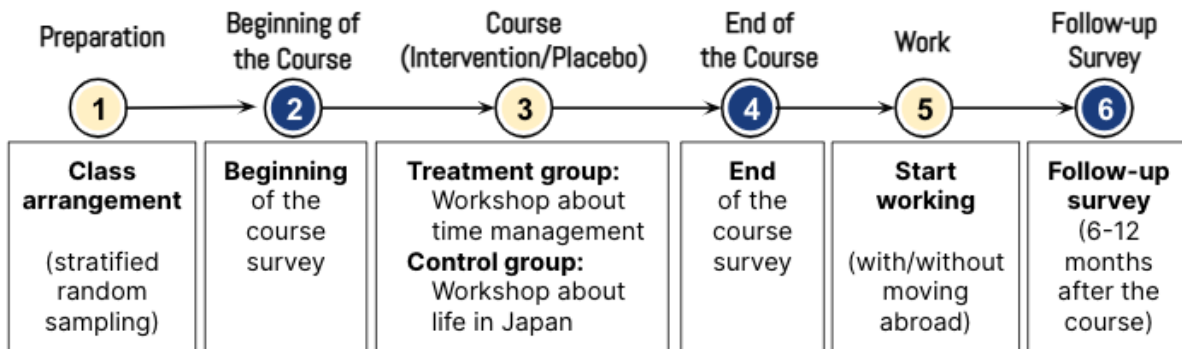 Preparation
Beginning of
the Course
Course
(Intervention/Placebo)
End of
the Course
Work
Follow-up
Survey
1
2
3
4
5
6
Class
arrangement
(stratified
random
sampling)
Beginning
of the
course
survey
Treatment group:
Workshop about
time management
Control group:
Workshop about
life in Japan
End
of the
course
survey
Start
working
(with/without
moving
abroad)
Follow-up
survey
(6-12
months
after the
course)